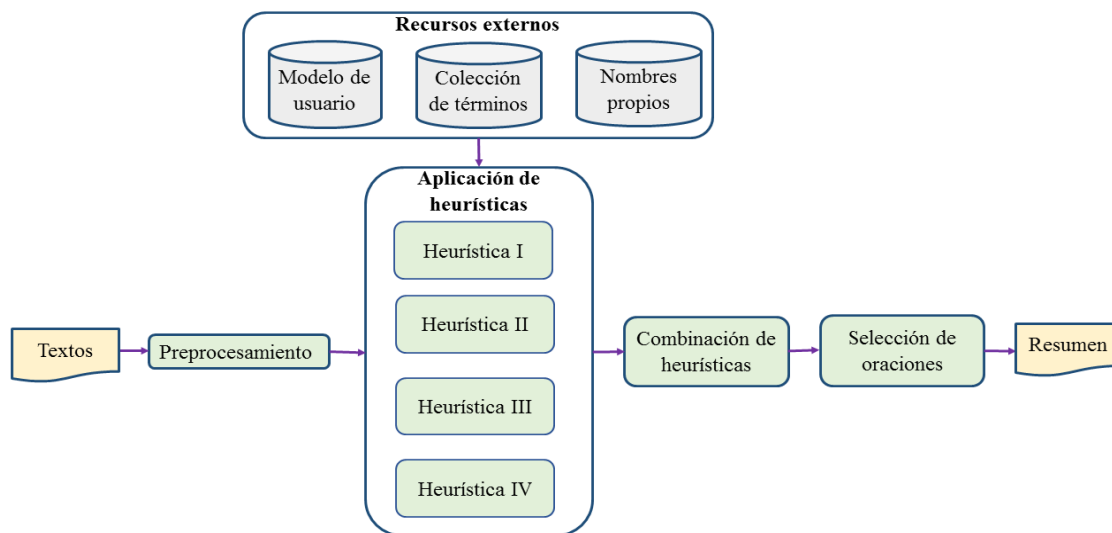 Recursos externos
Modelo de
usuario
Colección
de términos
Nombres
propios
Aplicación de
heurísticas
Heurística I
Heurística II
Heurística III
Heurística IV
Textos
Preprocesamiento
Combinación de
heurísticas
Selección de
oraciones
Resumen